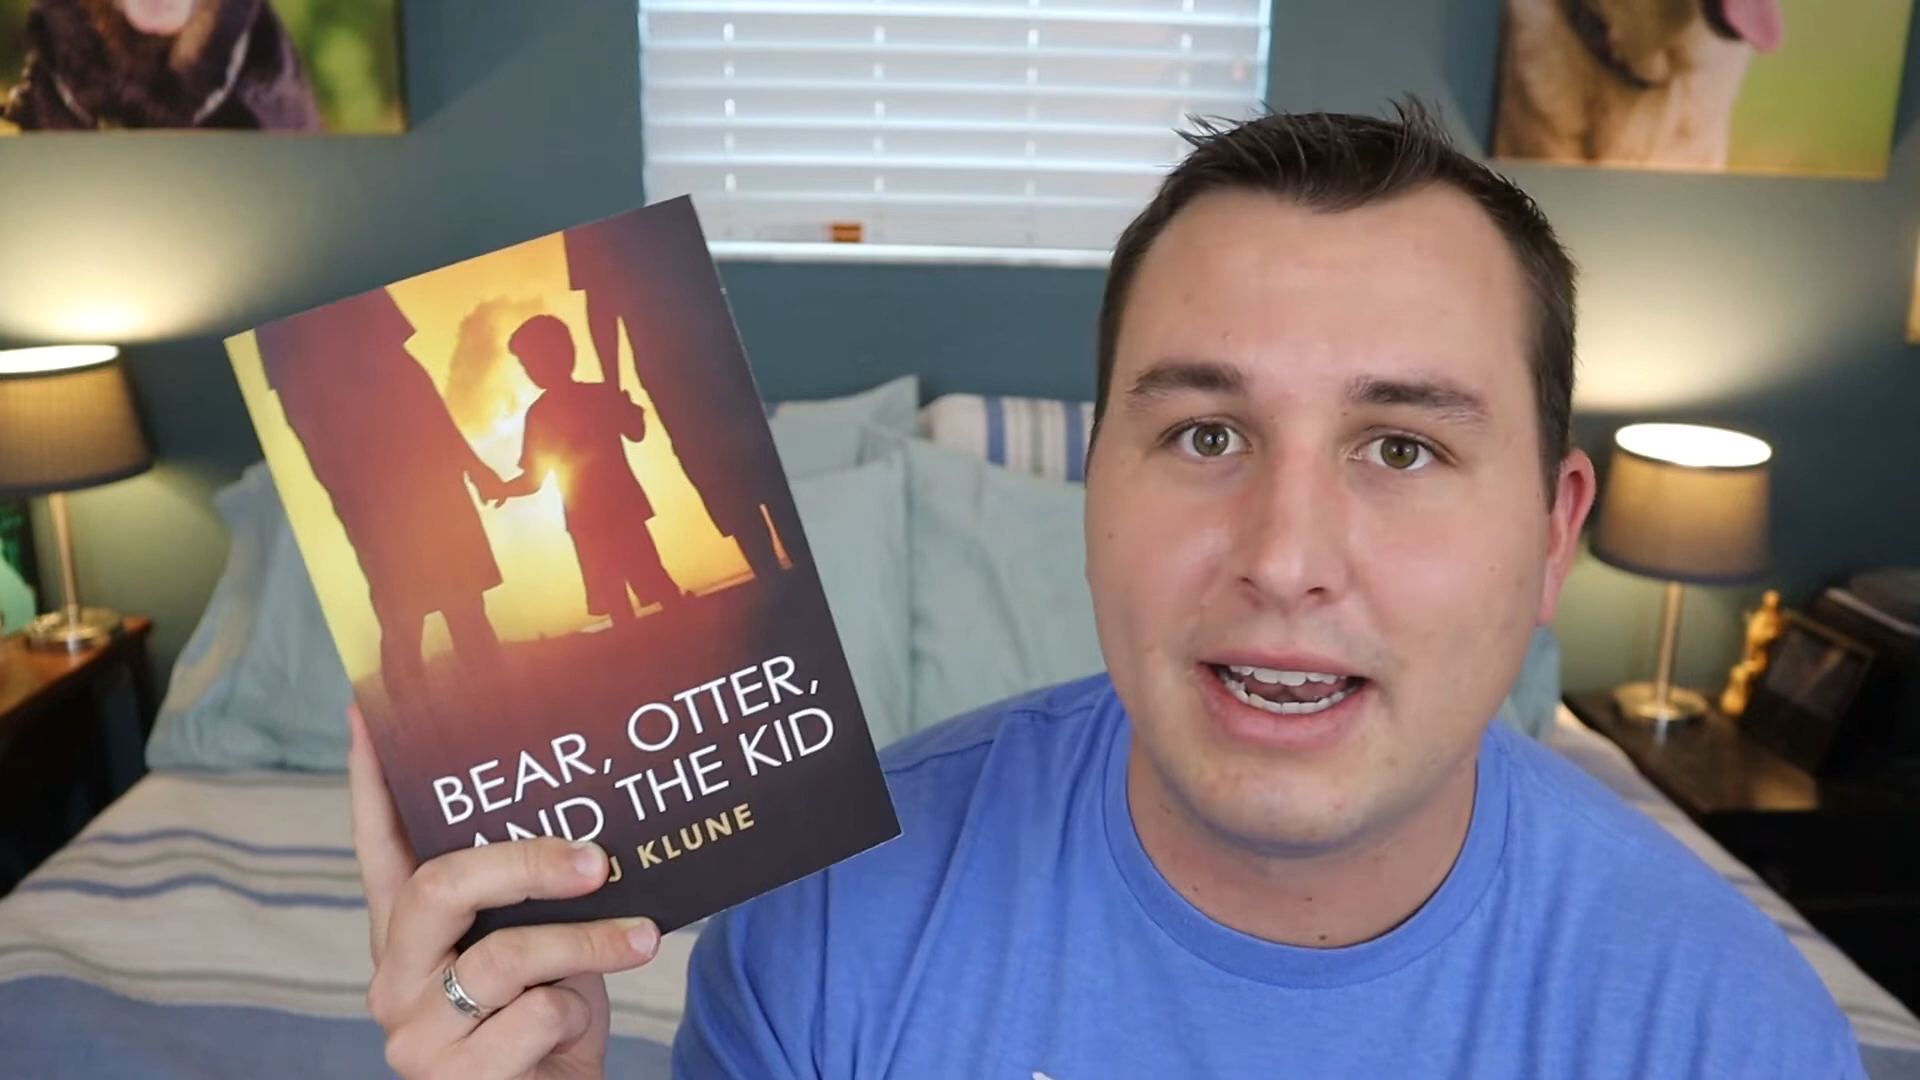 BEAR, OTTER,
AND THE KID
J KLUNE